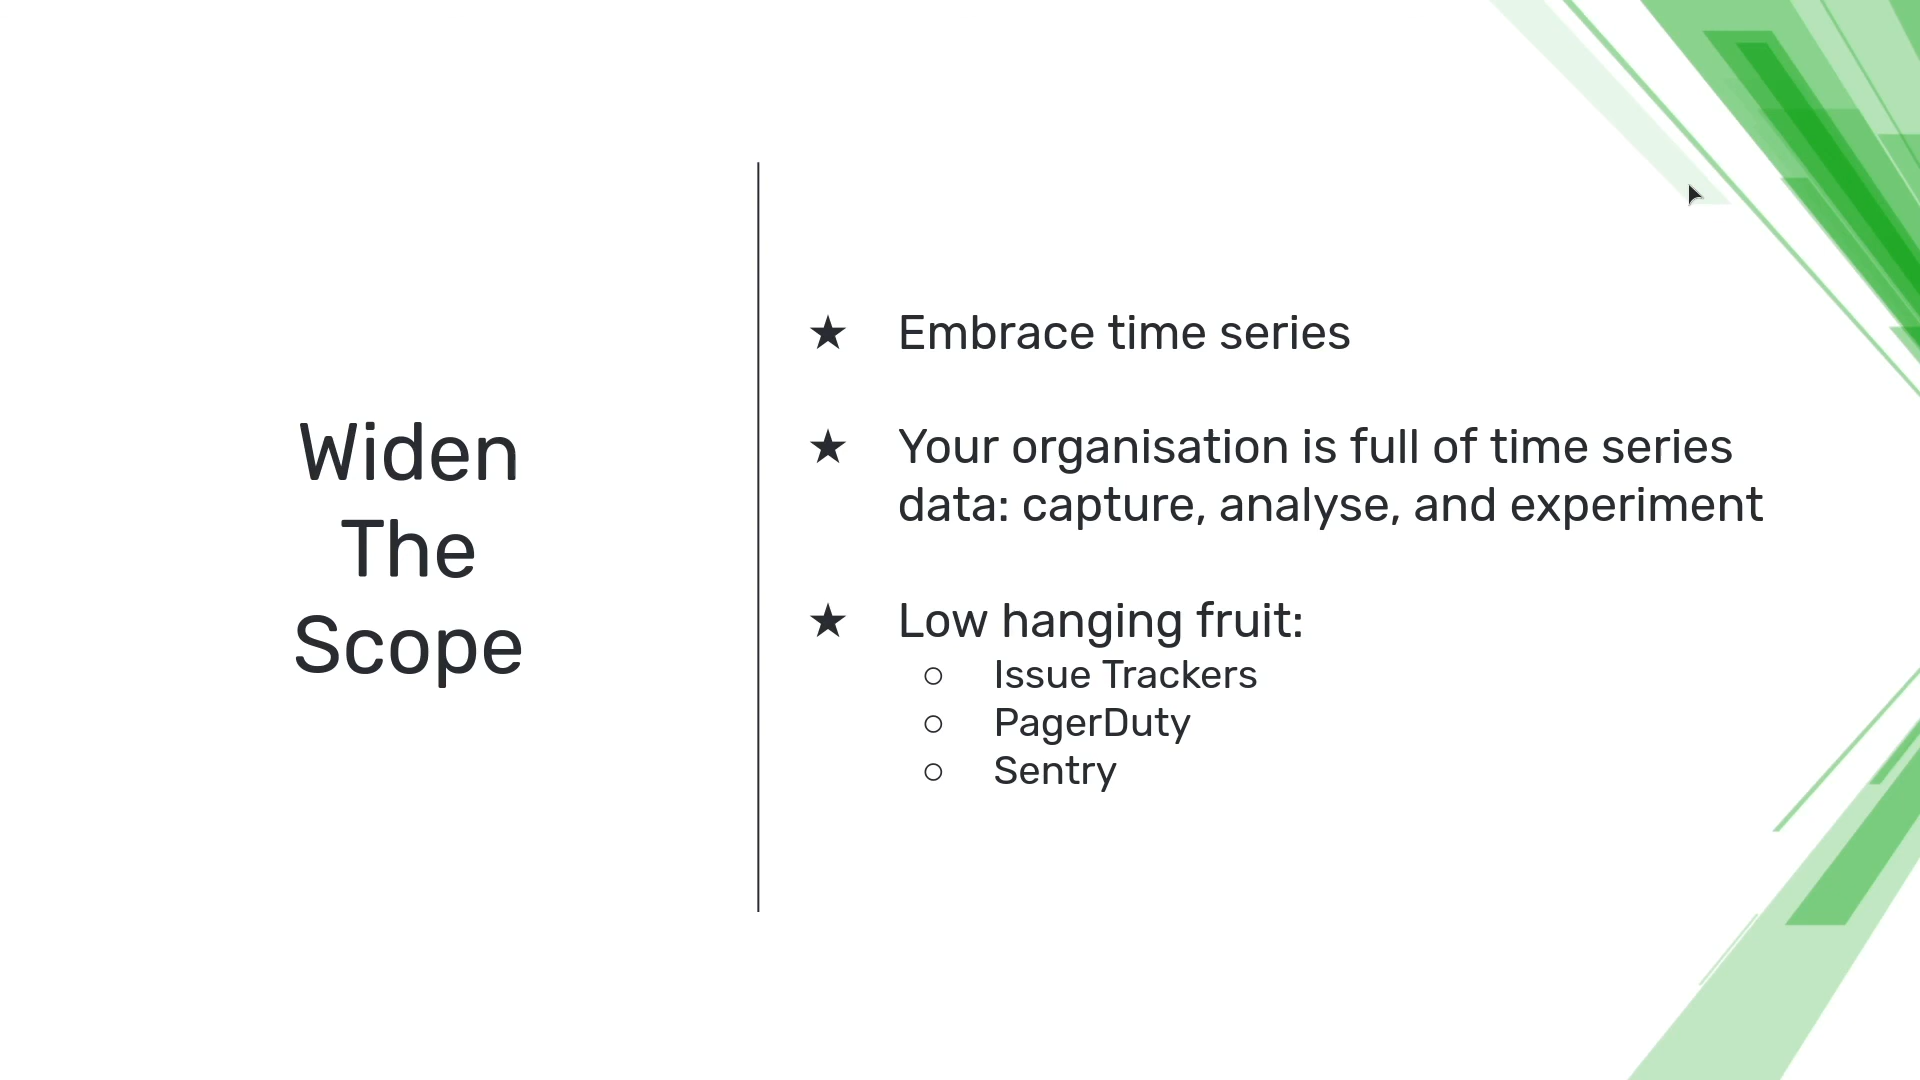 Widen
The
Scope
★ Embrace time series
★ Your organisation is full of time series
data: capture, analyse, and experiment
★ Low hanging fruit:
○ Issue Trackers
○ PagerDuty
○ Sentry